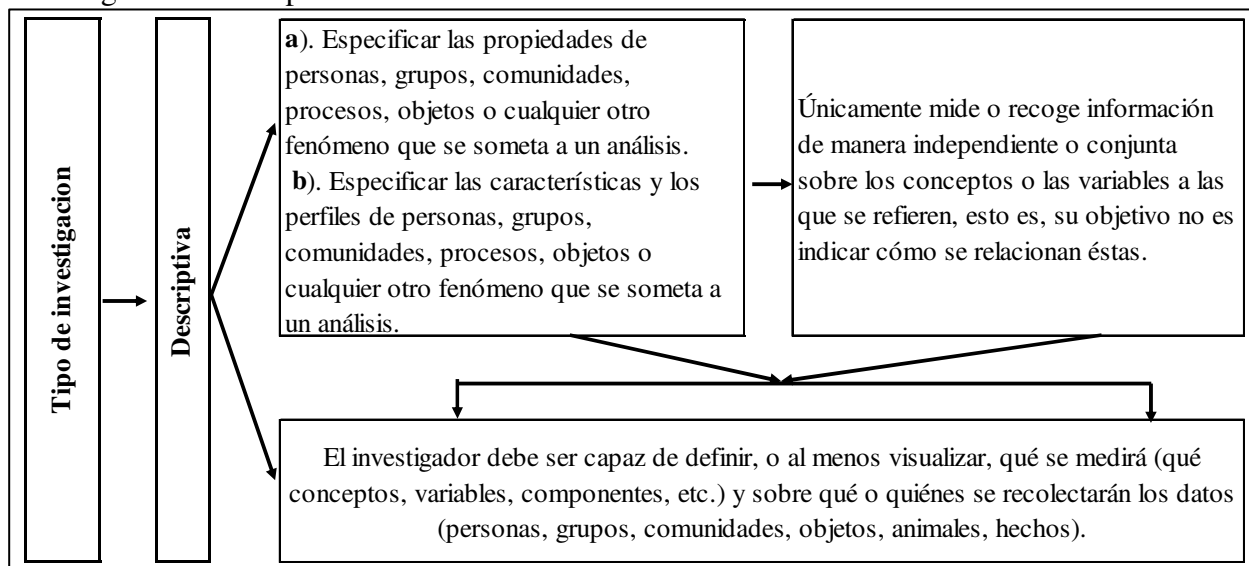 Tipo de investigacion
Descriptiva
a). Especificar las propiedades de
personas, grupos, comunidades,
procesos, objetos o cualquier otro
fenómeno que se someta a un análisis.
b). Especificar las características y los
perfiles de personas, grupos,
comunidades, procesos, objetos o
cualquier otro fenómeno que se someta a
un análisis.
Únicamente mide o recoge información
de manera independiente o conjunta
sobre los conceptos o las variables a las
que se refieren, esto es, su objetivo no es
indicar cómo se relacionan éstas.
El investigador debe ser capaz de definir, o al menos visualizar, qué se medirá (qué
conceptos, variables, componentes, etc.) y sobre qué o quiénes se recolectarán los datos
(personas, grupos, comunidades, objetos, animales, hechos).